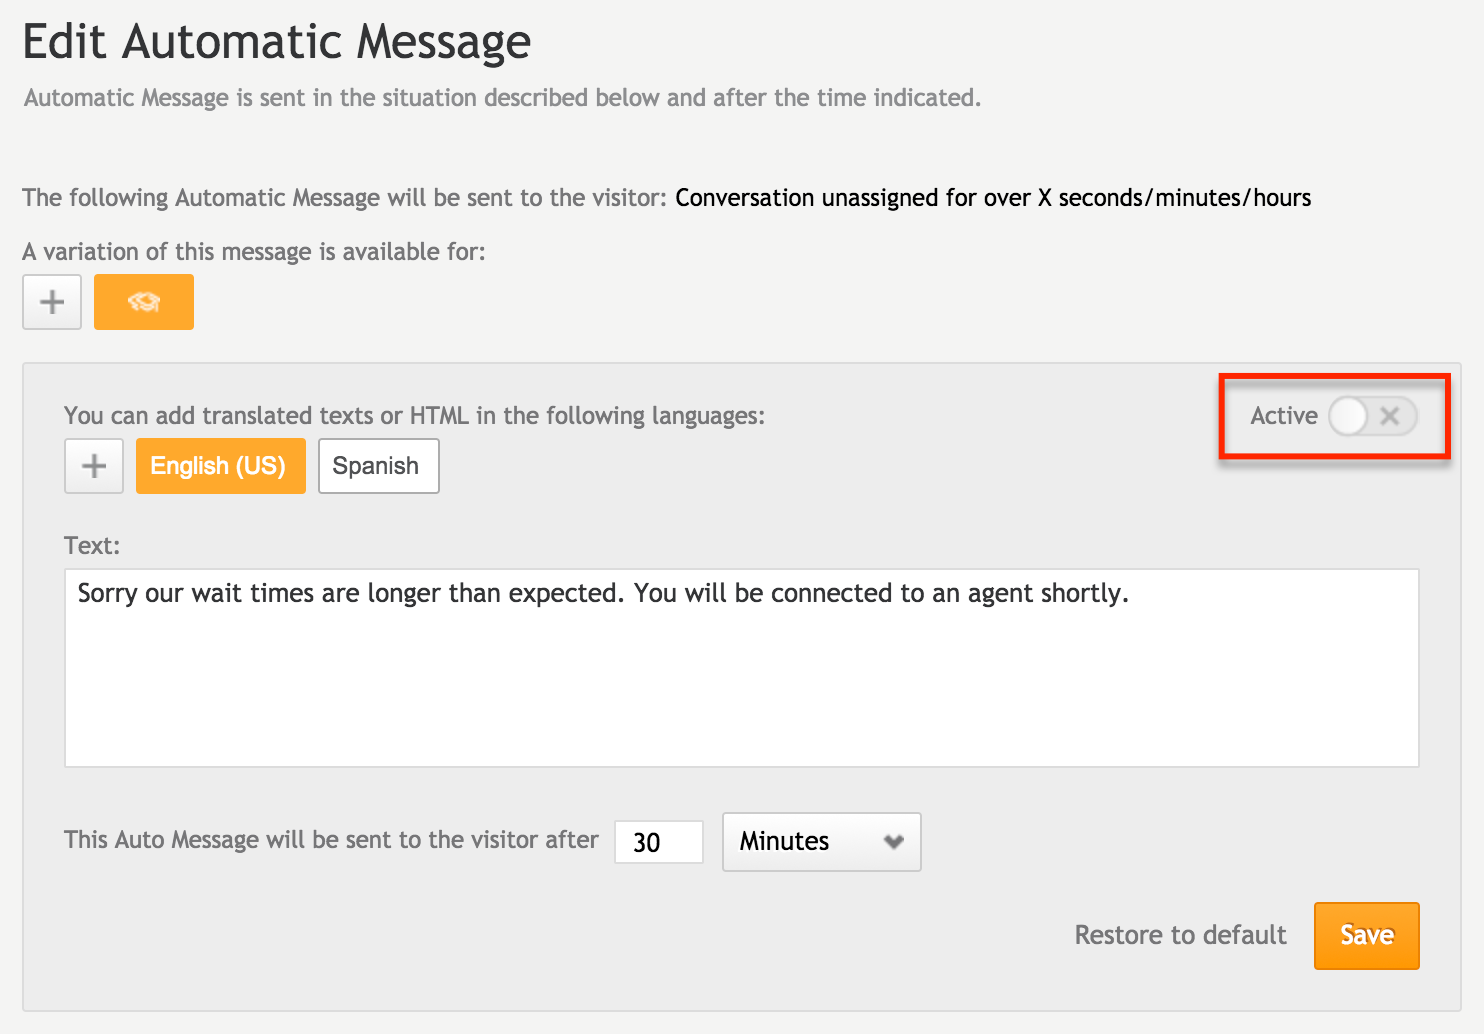 Edit Automatic Message
Automatic Message is sent in the situation described below and after the time indicated.
The following Automatic Message will be sent to the visitor: Conversation unassigned for over X seconds/minutes/hours
A variation of this message is available for:
You can add translated texts or HTML in the following languages:
Active
English (US) Spanish
Text:
Sorry our wait times are longer than expected. You will be connected to an agent shortly.
This Auto Message will be sent to the visitor after 30 Minutes
Restore to default Save